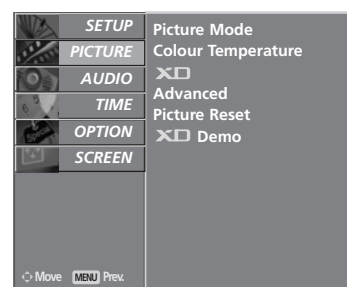 SETUP
PICTURE
AUDIO
TIME
OPTION
SCREEN
Move MENU Prev.
Picture Mode
Colour Temperature
XD
Advanced
Picture Reset
XD Demo